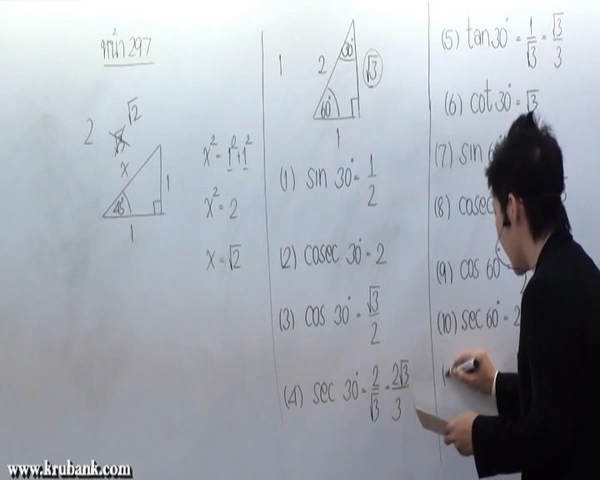 หน้า 297
2
√2
x
1
45°
1
x² = 1² + 1²
x² = 2
x = √2
1
2
30°
√3
60°
1
(1) sin 30° = 1/2
(2) cosec 30° = 2
(3) cos 30° = √3/2
(4) sec 30° = 2/√3 = 2√3/3
(5) tan 30° = 1/√3 = √3/3
(6) cot 30° = √3
(7) sin
(8) cosec
(9) cos 60°
(10) sec 60° = 2
www.krubank.com